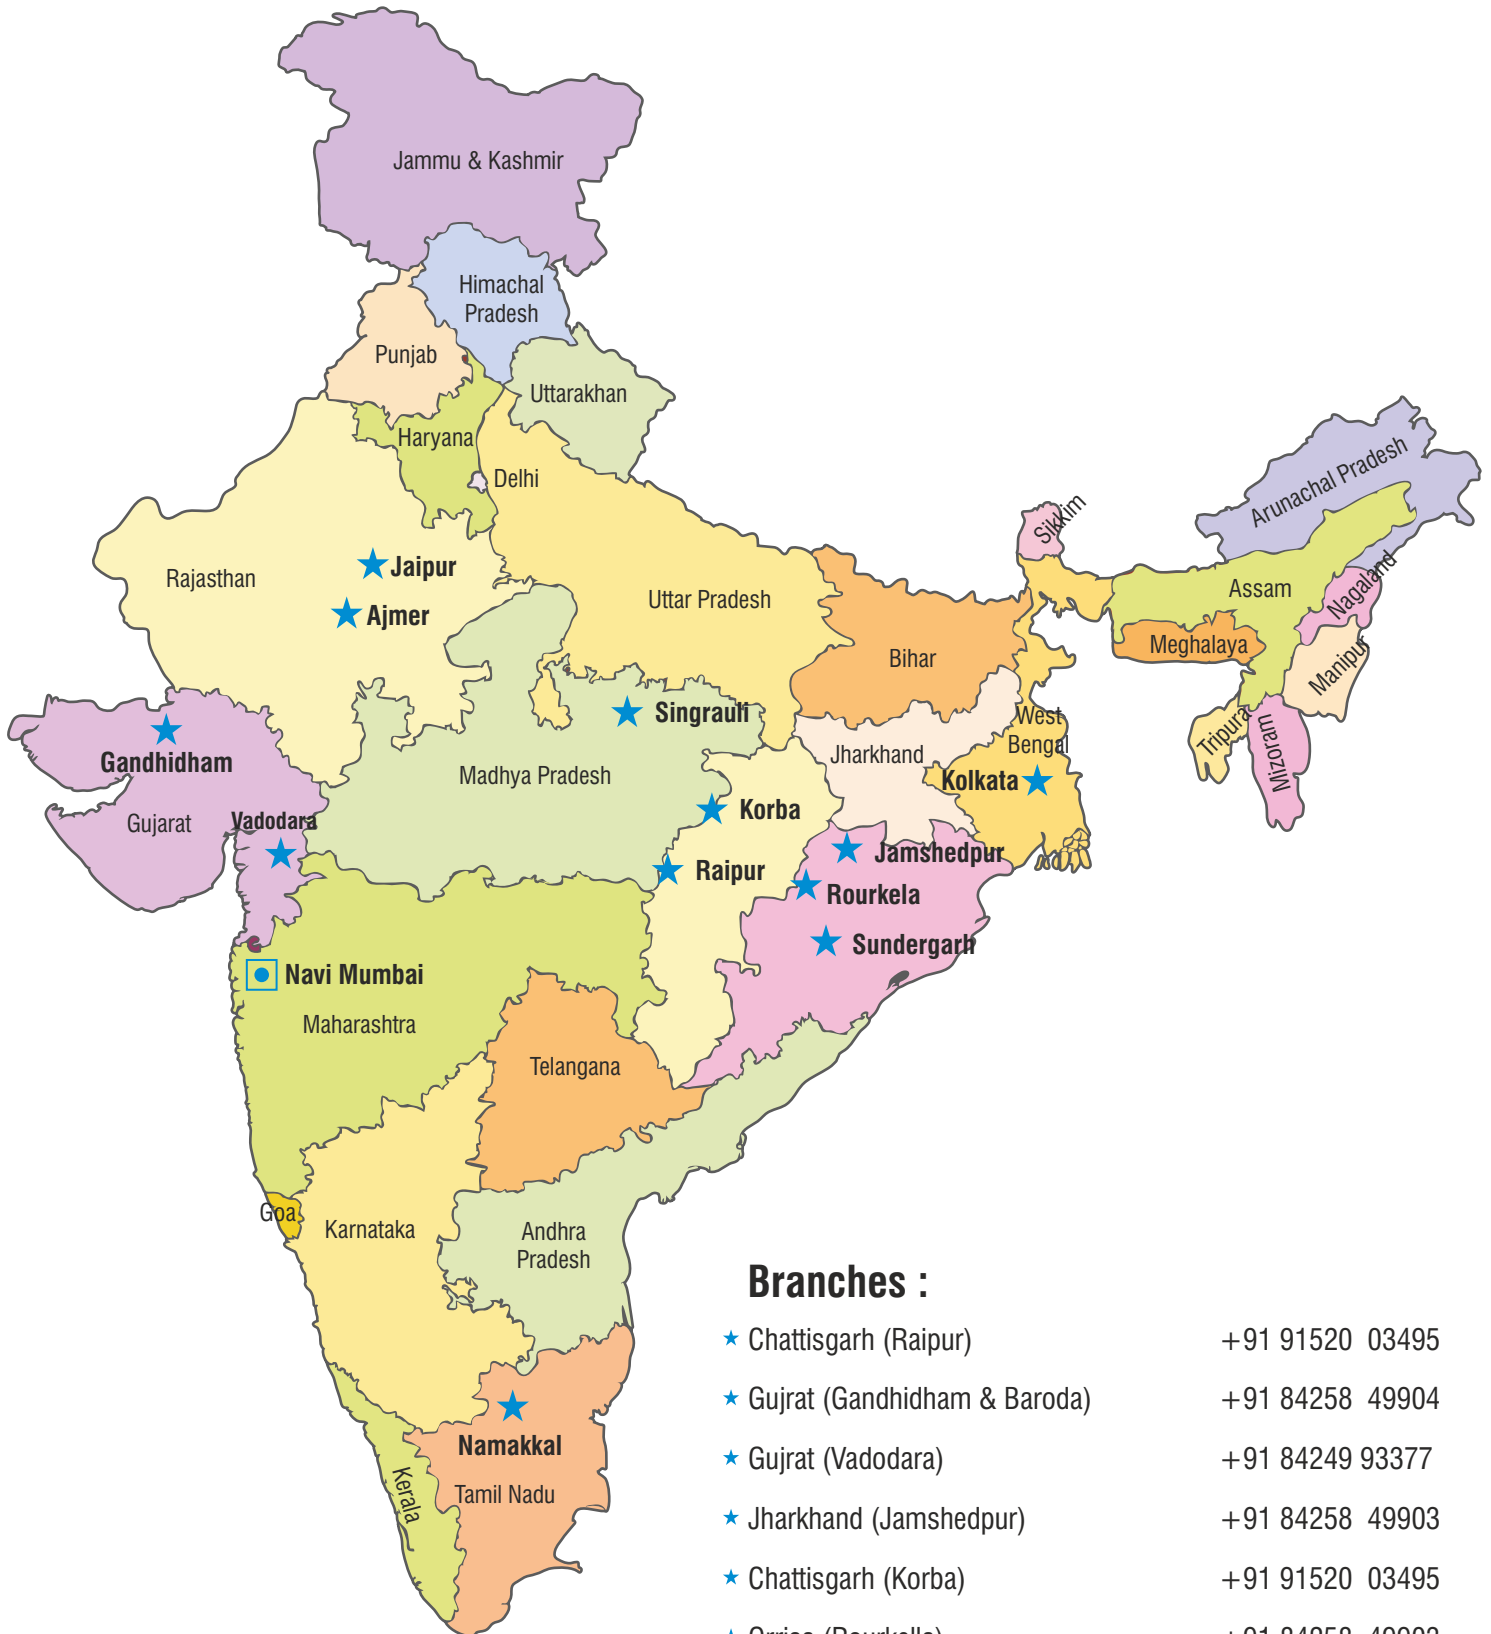 Jammu & Kashmir
Himachal
Pradesh
Punjab
Uttarakhan
Haryana
Delhi
Arunachal Pradesh
Sikkim
Rajasthan
Jaipur
Ajmer
Uttar Pradesh
Assam
Nagaland
Bihar
Meghalaya
Manipur
Singrauli
West
Bengal
Tripura
Mizoram
Gandhidham
Madhya Pradesh
Jharkhand
Kolkata
Gujarat
Vadodara
Korba
Jamshedpur
Raipur
Rourkela
Sundergarh
Navi Mumbai
Maharashtra
Telangana
Goa
Karnataka
Andhra
Pradesh
Namakkal
Tamil Nadu
Kerala
Branches :
Chattisgarh (Raipur) +91 91520 03495
Gujrat (Gandhidham & Baroda) +91 84258 49904
Gujrat (Vadodara) +91 84249 93377
Jharkhand (Jamshedpur) +91 84258 49903
Chattisgarh (Korba) +91 91520 03495